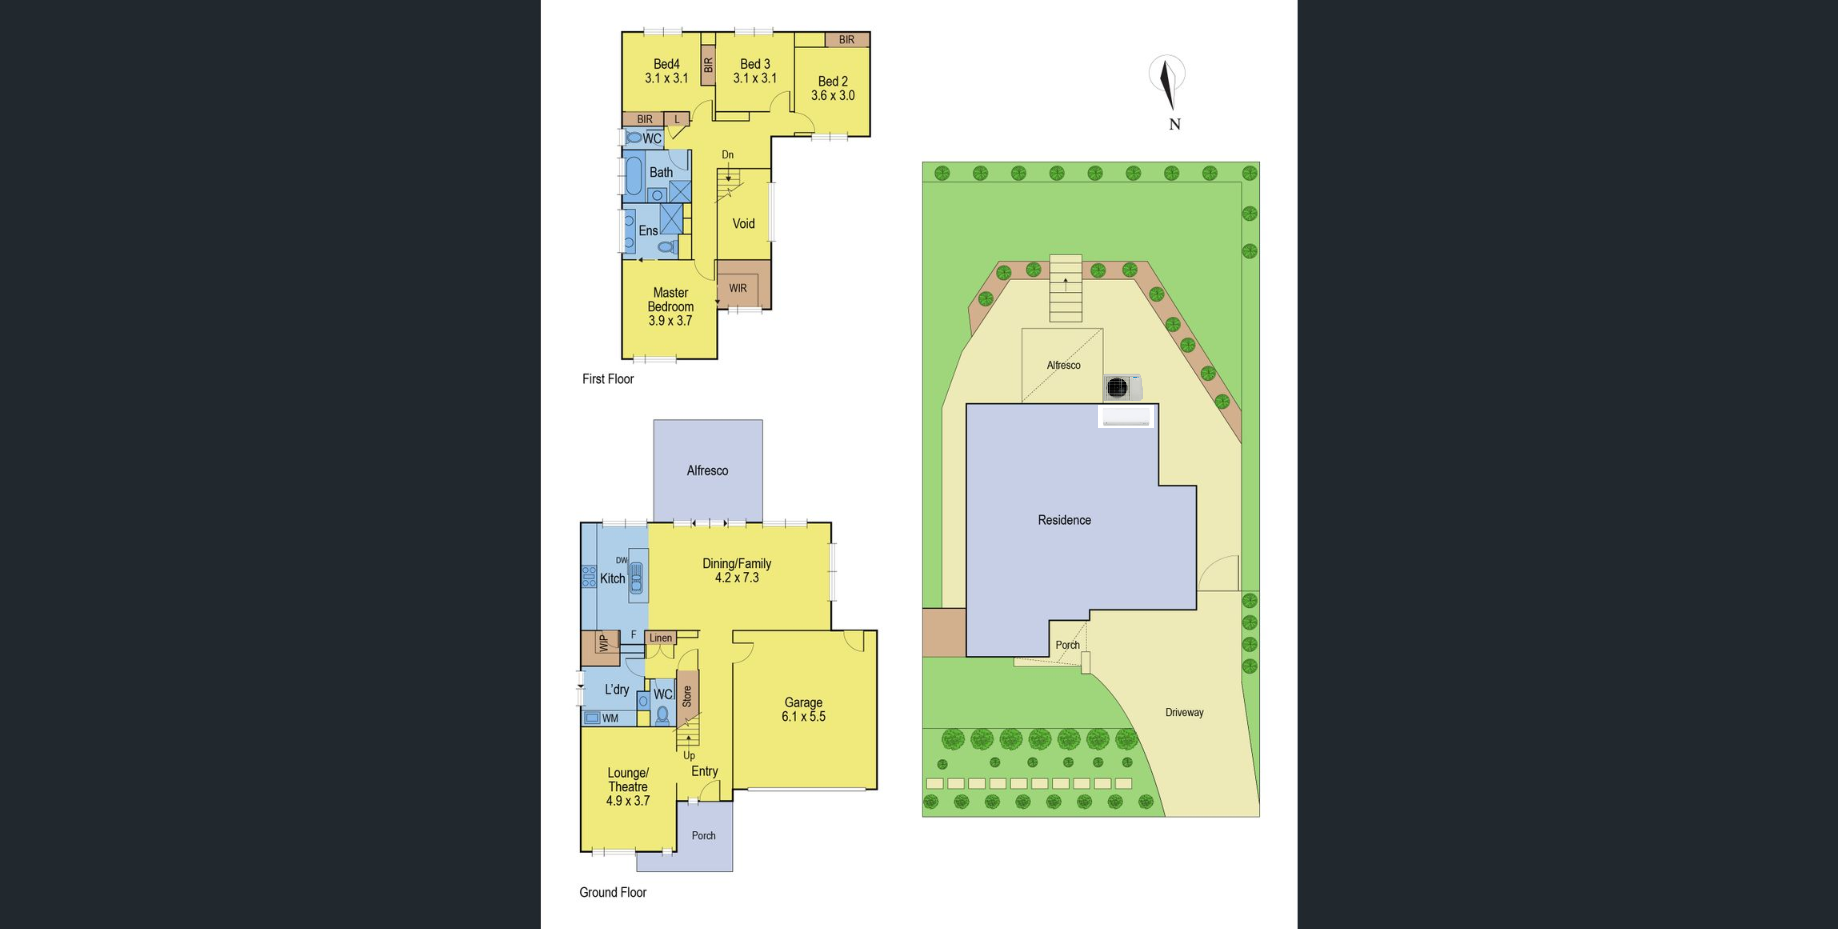 BIR
Bed4
3.1 x 3.1
BIR
Bed 3
3.1 x 3.1
Bed 2
3.6 x 3.0
BIR
L
WC
Bath
Dn
Ens
Void
Master
Bedroom
3.9 x 3.7
WIR
First Floor
N
Alfresco
DW
Kitch
Dining/Family
4.2 x 7.3
WIP
F
Linen
L'dry
WC
Store
WM
Garage
6.1 x 5.5
Up
Entry
Lounge/
Theatre
4.9 x 3.7
Porch
Ground Floor
Alfresco
Residence
Porch
Driveway